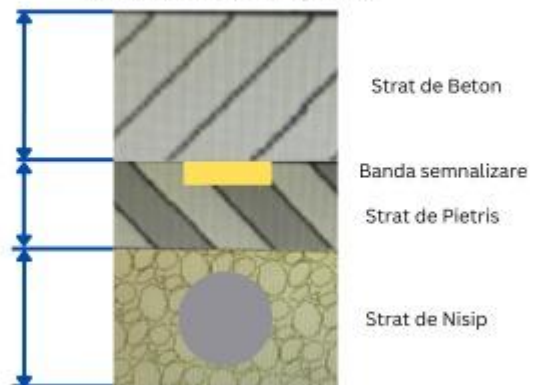 Strat de Beton
Banda semnalizare
Strat de Pietris
Strat de Nisip